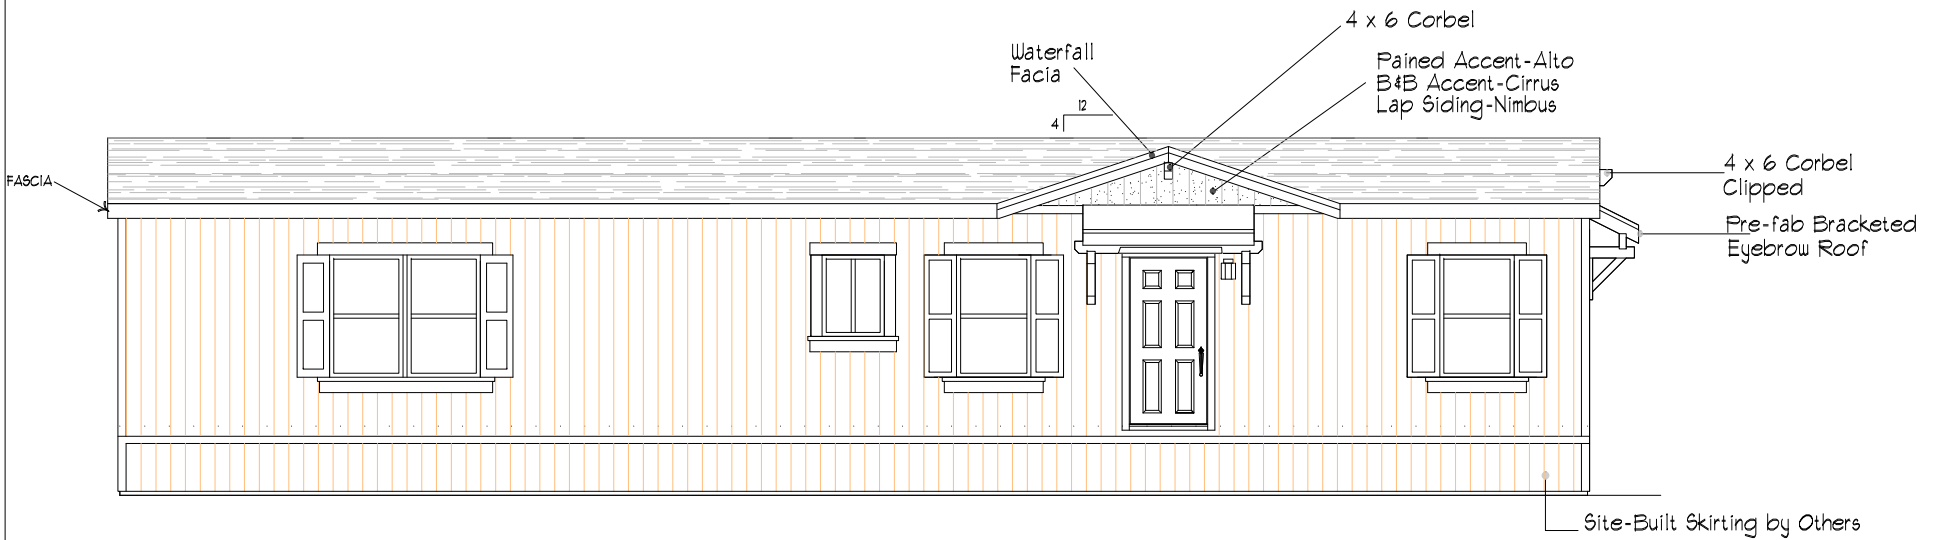 4 x 6 Corbel
Waterfall
Facia
Pained Accent-Alto
B&B Accent-Cirrus
Lap Siding-Nimbus
12
4
4 x 6 Corbel
Clipped
FASCIA
Pre-fab Bracketed
Eyebrow Roof
Site-Built Skirting by Others